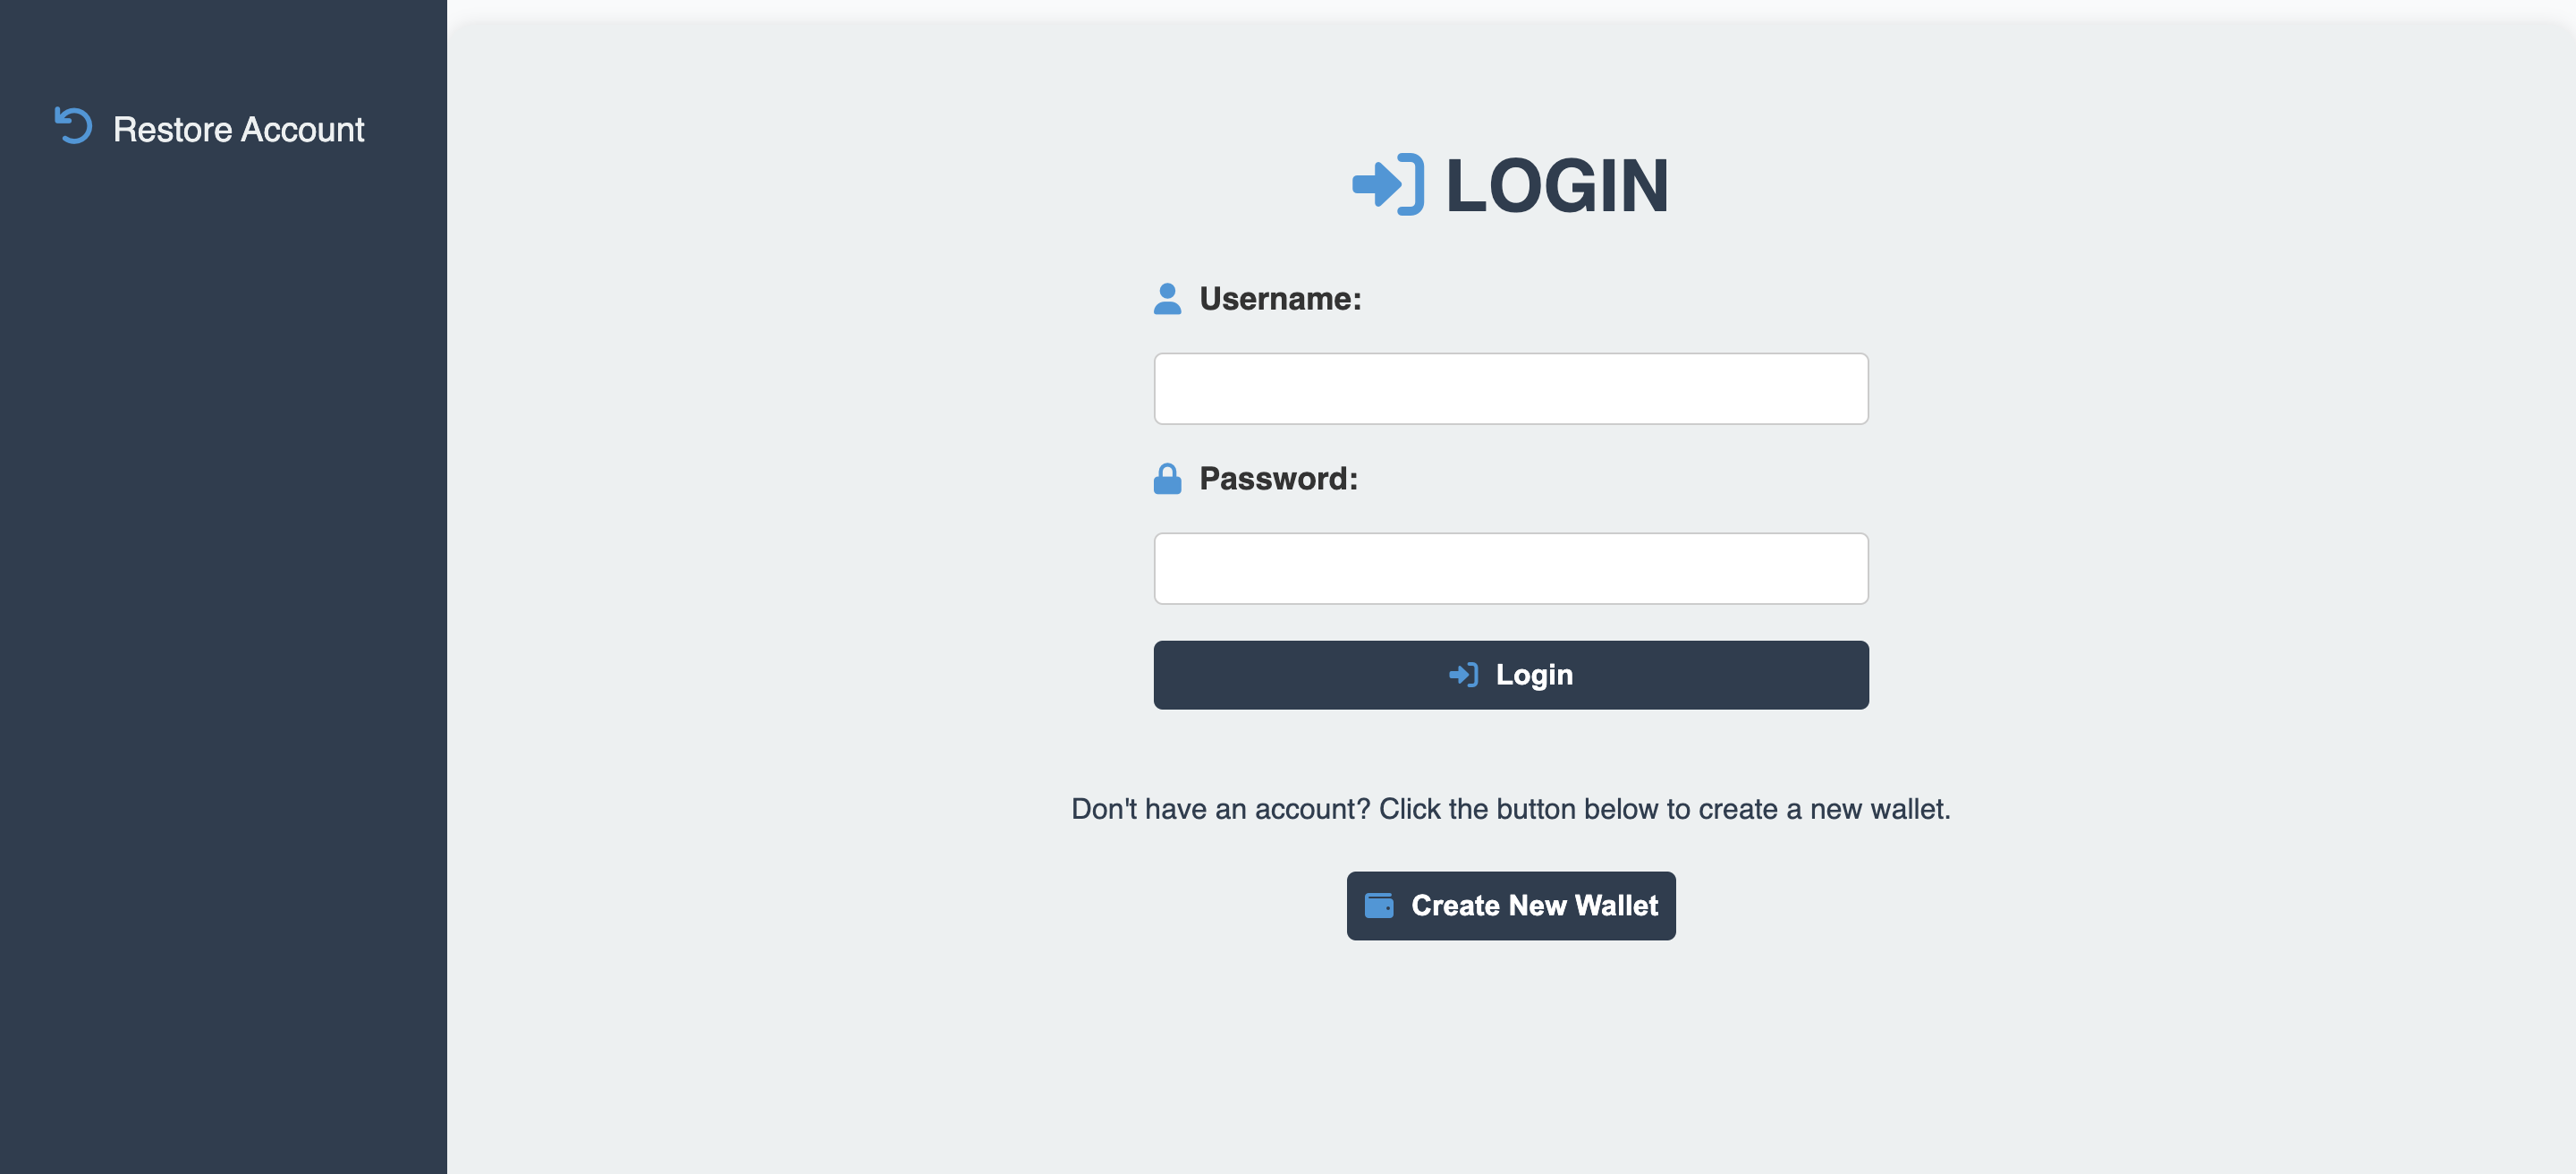 Restore Account
LOGIN
Username:
Password:
Login
Don't have an account? Click the button below to create a new wallet.
Create New Wallet